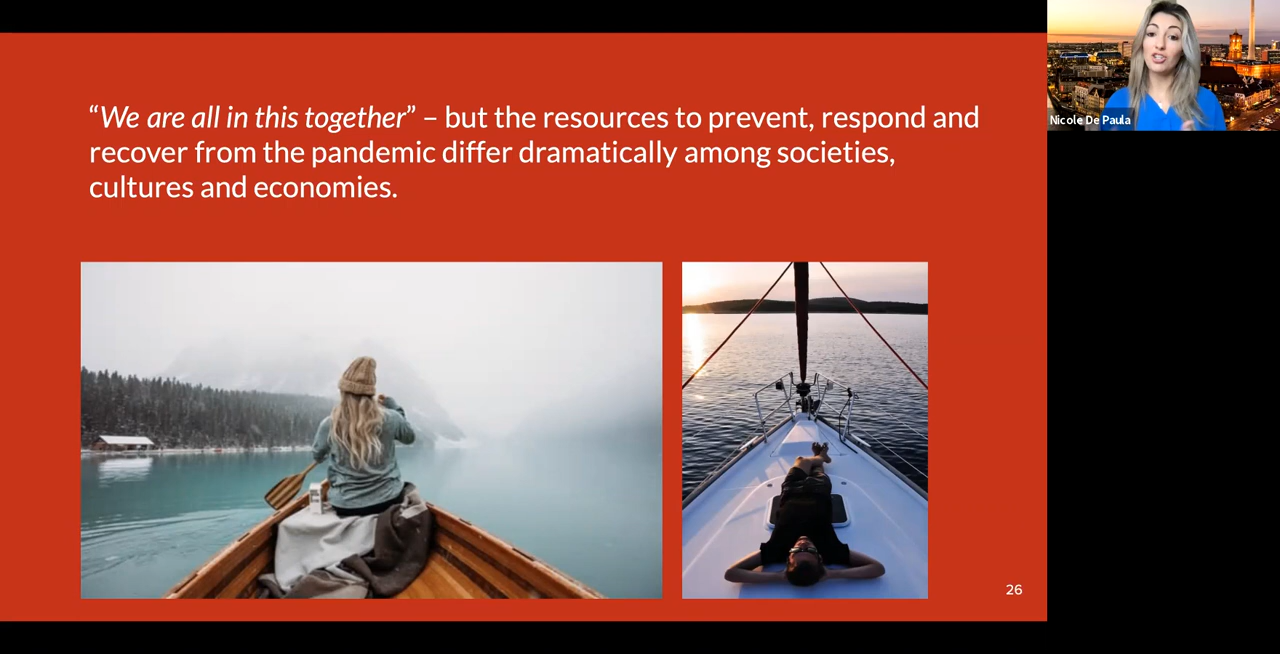 “We are all in this together” – but the resources to prevent, respond and
recover from the pandemic differ dramatically among societies,
cultures and economies.
26
Nicole De Paula